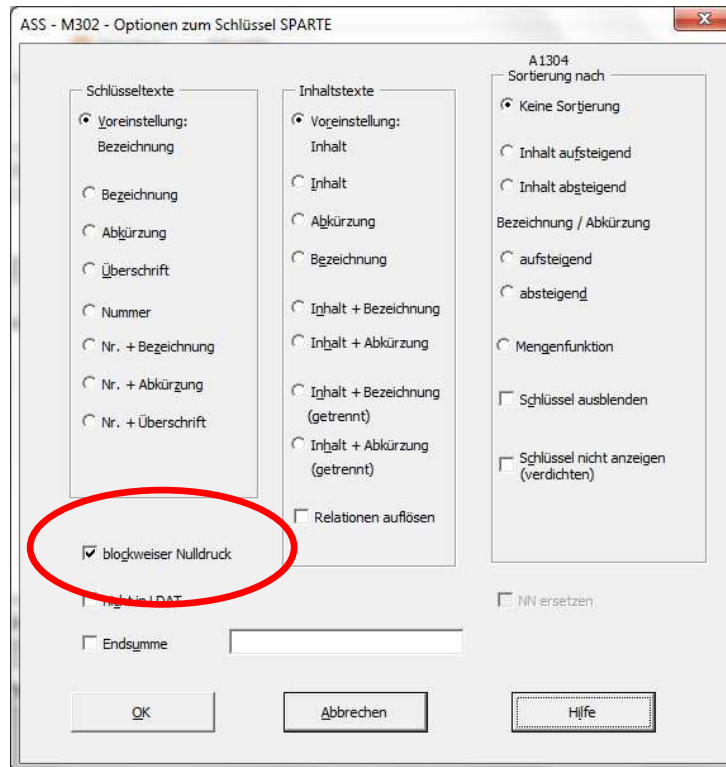 ASS - M302 - Optionen zum Schlüssel SPARTE
Schlüsseltexte
Voreinstellung:
Bezeichnung
Bezeichnung
Abkürzung
Überschrift
Nummer
Nr. + Bezeichnung
Nr. + Abkürzung
Nr. + Überschrift
Inhaltstexte
Voreinstellung:
Inhalt
Inhalt
Abkürzung
Bezeichnung
Inhalt + Bezeichnung
Inhalt + Abkürzung
Inhalt + Bezeichnung
(getrennt)
Inhalt + Abkürzung
(getrennt)
Relationen auflösen
A1304
Sortierung nach
Keine Sortierung
Inhalt aufsteigend
Inhalt absteigend
Bezeichnung / Abkürzung
aufsteigend
absteigend
Mengenfunktion
Schlüssel ausblenden
Schlüssel nicht anzeigen
(verdichten)
blockweiser Nulldruck
Nicht in LDAT
NN ersetzen
Endsumme
OK
Abbrechen
Hilfe